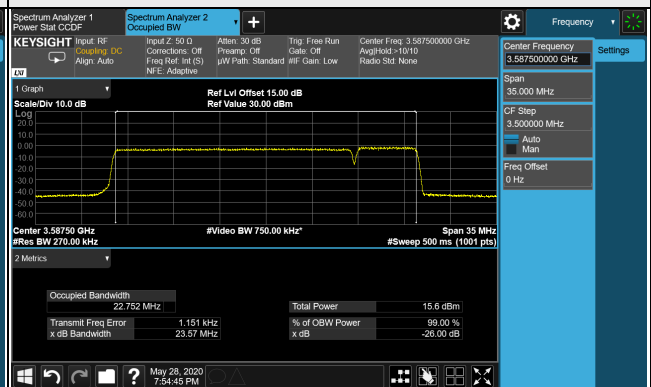 Spectrum Analyzer 1
Power Stat CCDF
Spectrum Analyzer 2
Occupied BW
Frequency
KEYSIGHT
Input: RF
Coupling: DC
Align: Auto
Input Z: 50 Ω
Corrections: Off
Freq Ref: Int (S)
NFE: Adaptive
Atten: 30 dB
Preamp: Off
µW Path: Standard
Trig: Free Run
Gate: Off
#IF Gain: Low
Center Freq: 3.587500000 GHz
Avg|Hold:>10/10
Radio Std: None
LXI
Center Frequency
3.587500000 GHz
Settings
Span
35.000 MHz
CF Step
3.500000 MHz
Auto
Man
Freq Offset
0 Hz
1 Graph
Scale/Div 10.0 dB
Ref Lvl Offset 15.00 dB
Ref Value 30.00 dBm
Log
20.0
10.0
0.00
-10.0
-20.0
-30.0
-40.0
-50.0
-60.0
Center 3.58750 GHz
#Res BW 270.00 kHz
#Video BW 750.00 kHz*
Span 35 MHz
#Sweep 500 ms (1001 pts)
2 Metrics
Occupied Bandwidth
22.752 MHz
Total Power 15.6 dBm
Transmit Freq Error 1.151 kHz
% of OBW Power 99.00 %
x dB Bandwidth 23.57 MHz
x dB -26.00 dB
?
May 28, 2020
7:54:45 PM